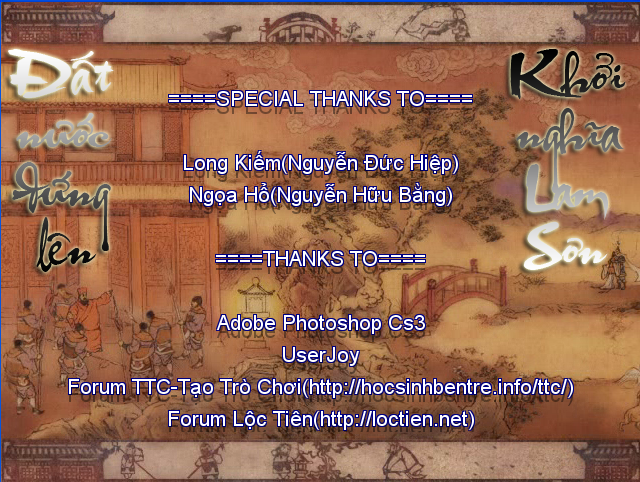 Đất
nước
đứng
lên
Khởi
nghĩa
Lam
Sơn
====SPECIAL THANKS TO====
Long Kiếm(Nguyễn Đức Hiệp)
Ngọa Hổ(Nguyễn Hữu Bằng)
====THANKS TO====
Adobe Photoshop Cs3
UserJoy
Forum TTC-Tạo Trò Chơi(http://hocsinhbentre.info/ttc/)
Forum Lộc Tiên(http://loctien.net)